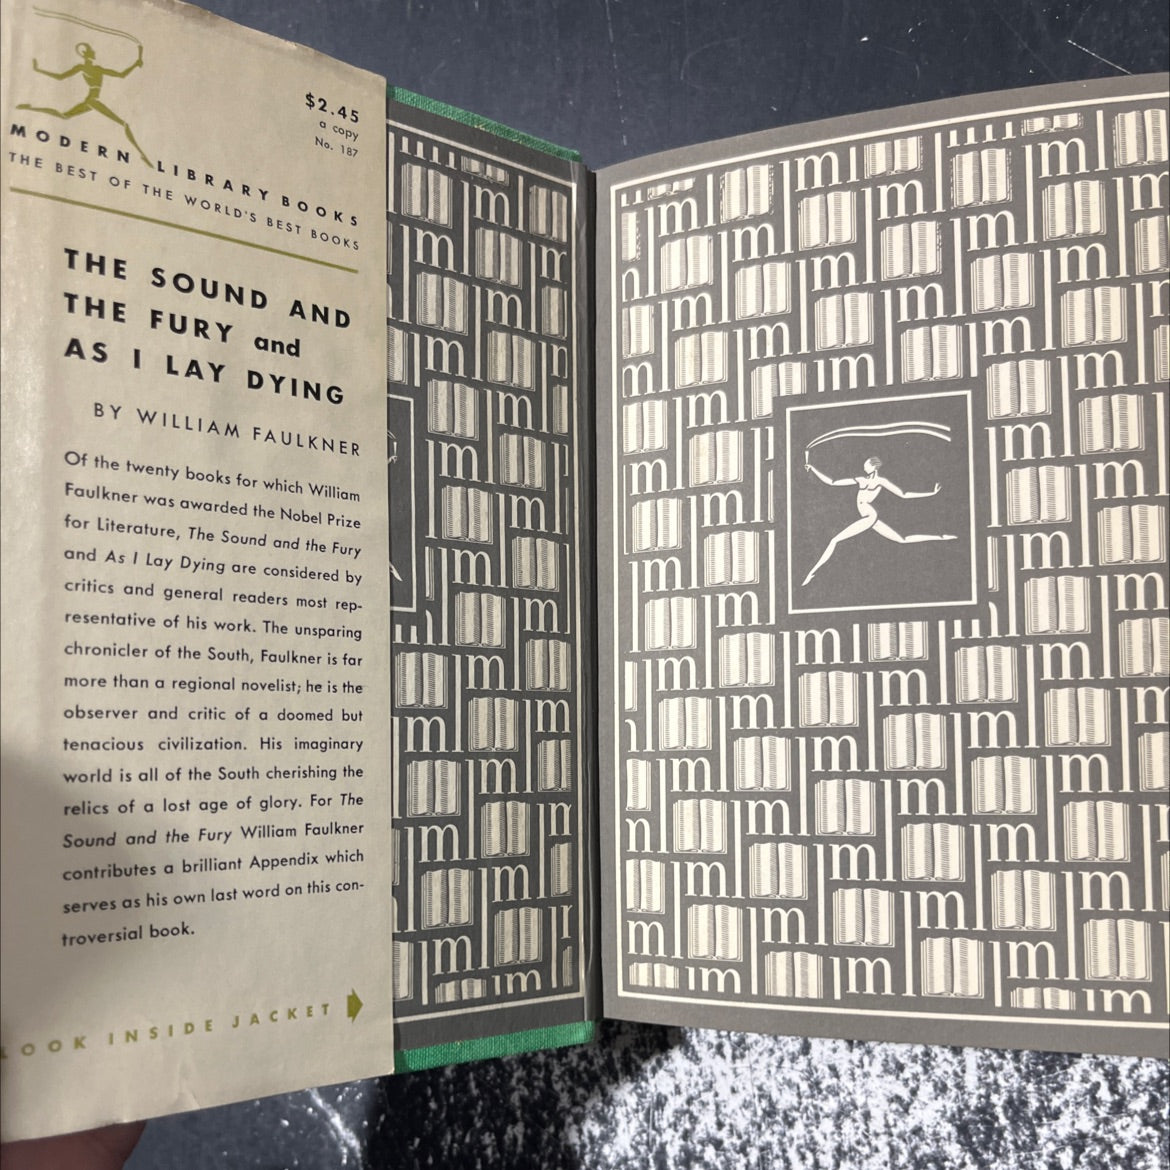 $2.45
a copy
No. 187
MODERN LIBRARY BOOKS
THE BEST OF THE WORLD'S BEST BOOKS
THE SOUND AND
THE FURY and
AS I LAY DYING
BY WILLIAM FAULKNER
Of the twenty books for which William
Faulkner was awarded the Nobel Prize
for Literature, The Sound and the Fury
and As I Lay Dying are considered by
critics and general readers most rep-
resentative of his work. The unsparing
chronicler of the South, Faulkner is far
more than a regional novelist; he is the
observer and critic of a doomed but
tenacious civilization. His imaginary
world is all of the South cherishing the
relics of a lost age of glory. For The
Sound and the Fury William Faulkner
contributes a brilliant Appendix which
serves as his own last word on this con-
troversial book.
LOOK INSIDE JACKET